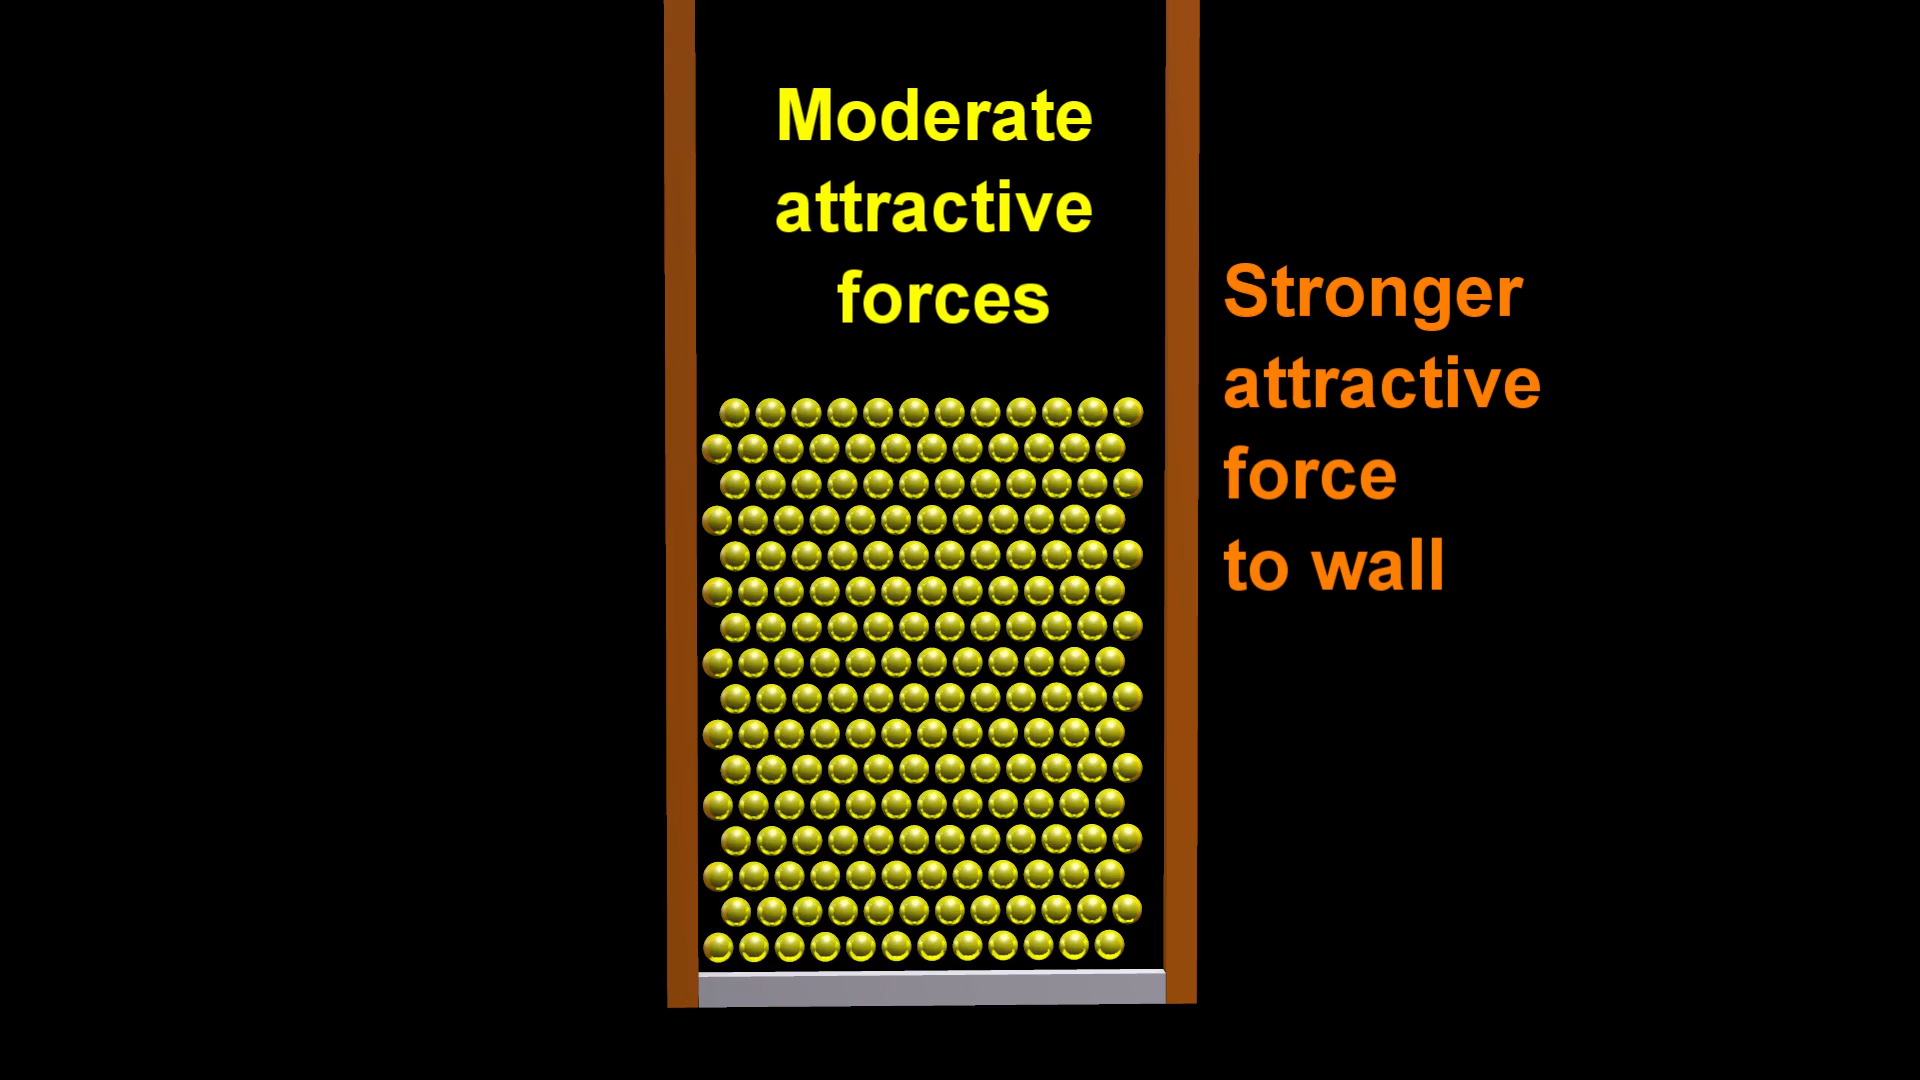 Moderate
attractive
forces
Stronger
attractive
force
to wall